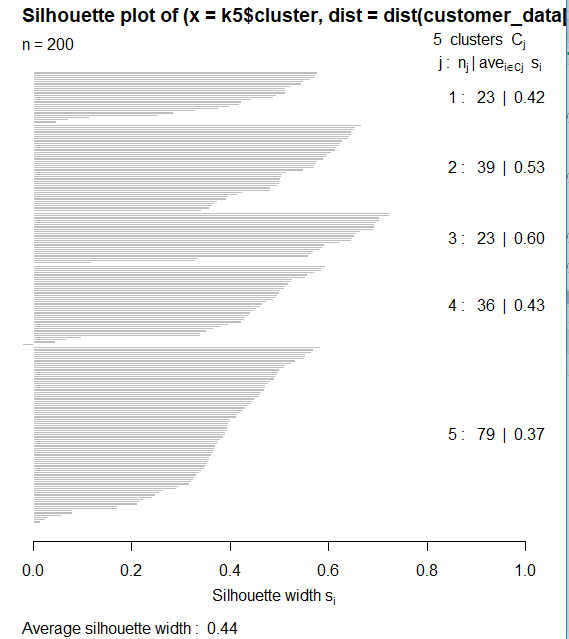 Silhouette plot of (x = k5$cluster, dist = dist(customer_data[
n = 200
5 clusters Cj
j : nj | avei∈Cj si
1 : 23 | 0.42
2 : 39 | 0.53
3 : 23 | 0.60
4 : 36 | 0.43
5 : 79 | 0.37
0.0 0.2 0.4 0.6 0.8 1.0
Silhouette width si
Average silhouette width : 0.44